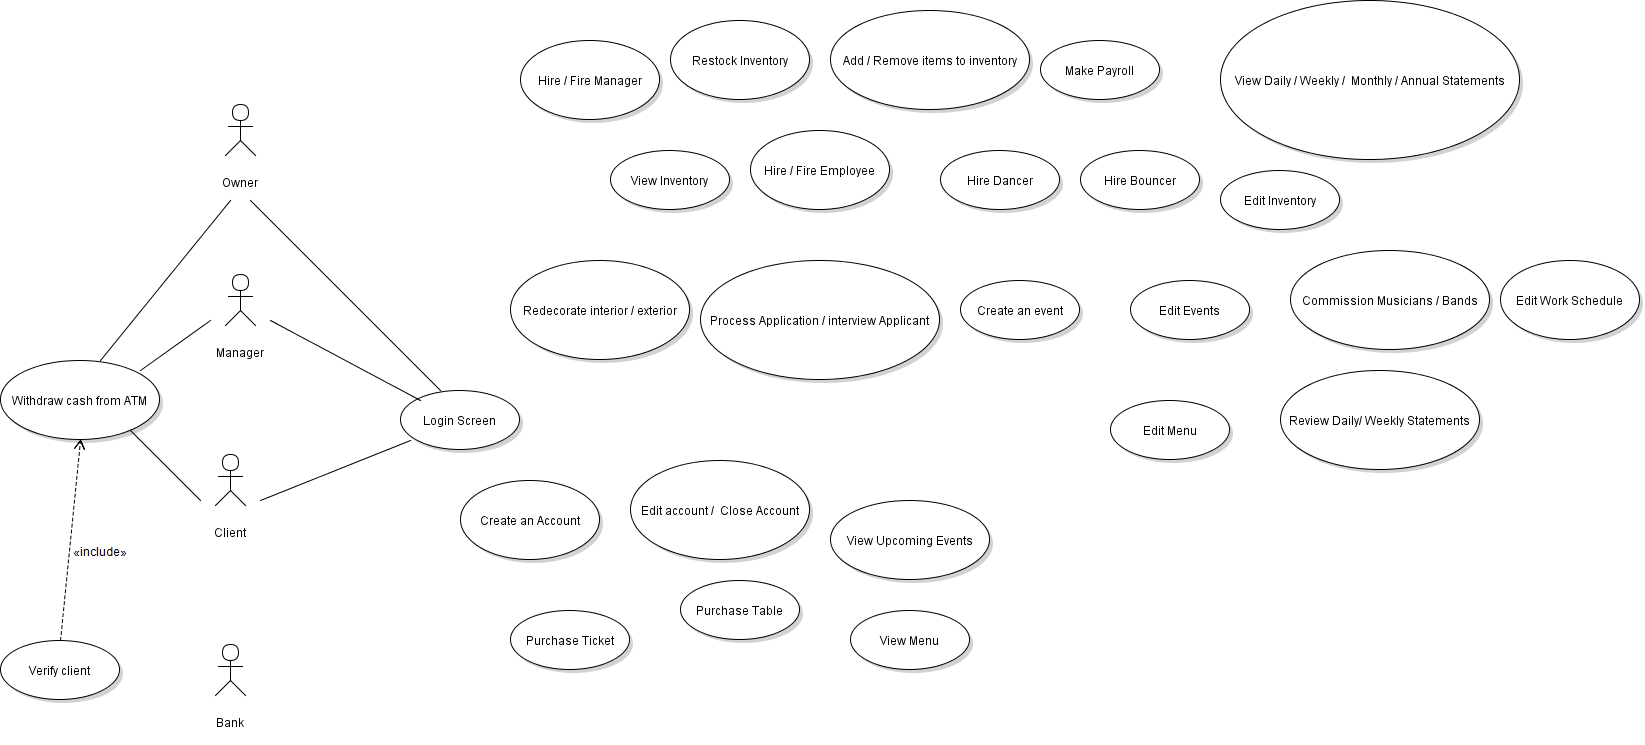 Hire / Fire Manager
Restock Inventory
Add / Remove items to inventory
Make Payroll
View Daily / Weekly /  Monthly / Annual Statements
Owner
View Inventory
Hire / Fire Employee
Hire Dancer
Hire Bouncer
Edit Inventory
Manager
Redecorate interior / exterior
Process Application / interview Applicant
Create an event
Edit Events
Commission Musicians / Bands
Edit Work Schedule
Withdraw cash from ATM
Login Screen
Edit Menu
Review Daily/ Weekly Statements
Client
Create an Account
Edit account /  Close Account
View Upcoming Events
«include»
Purchase Ticket
Purchase Table
View Menu
Verify client
Bank